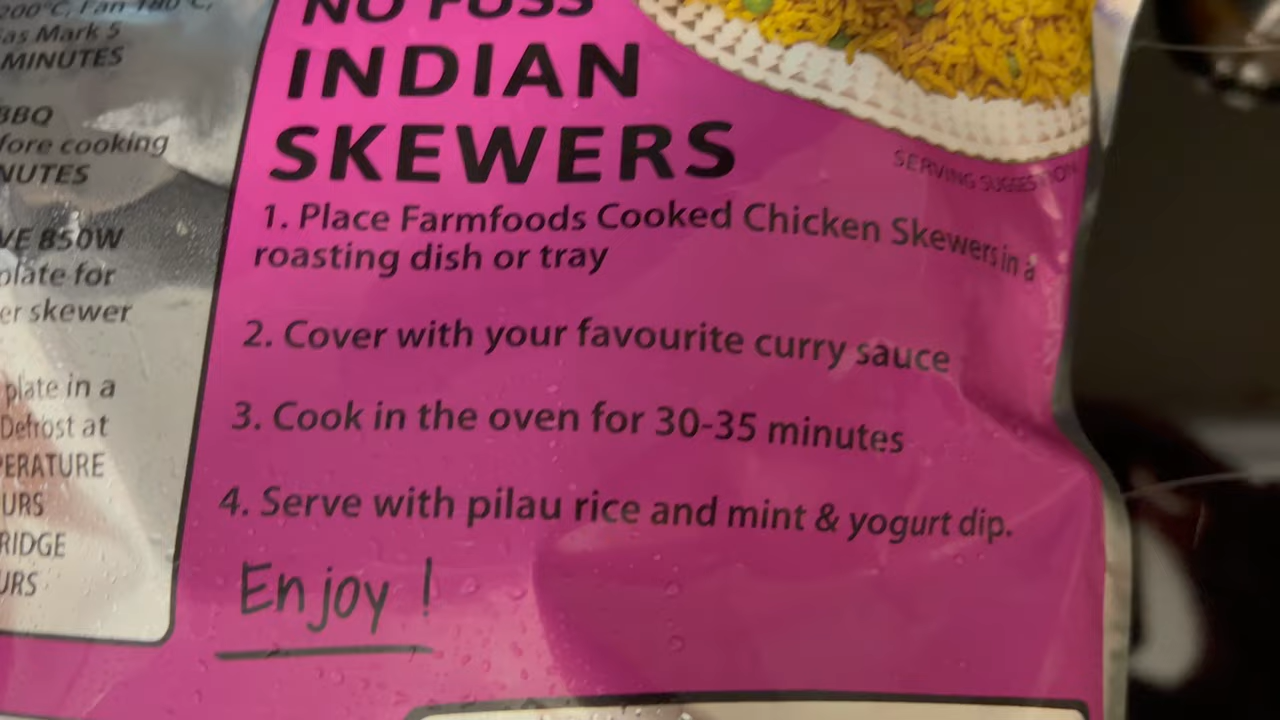 200°C, Fan 180°C,
as Mark 5
MINUTES
BBQ
fore cooking
NUTES
VE 850W
plate for
er skewer
plate in a
Defrost at
PERATURE
URS
RIDGE
URS
NO FUSS
INDIAN
SKEWERS
SERVING SUGGESTION
1. Place Farmfoods Cooked Chicken Skewers in a
roasting dish or tray
2. Cover with your favourite curry sauce
3. Cook in the oven for 30-35 minutes
4. Serve with pilau rice and mint & yogurt dip.
Enjoy !